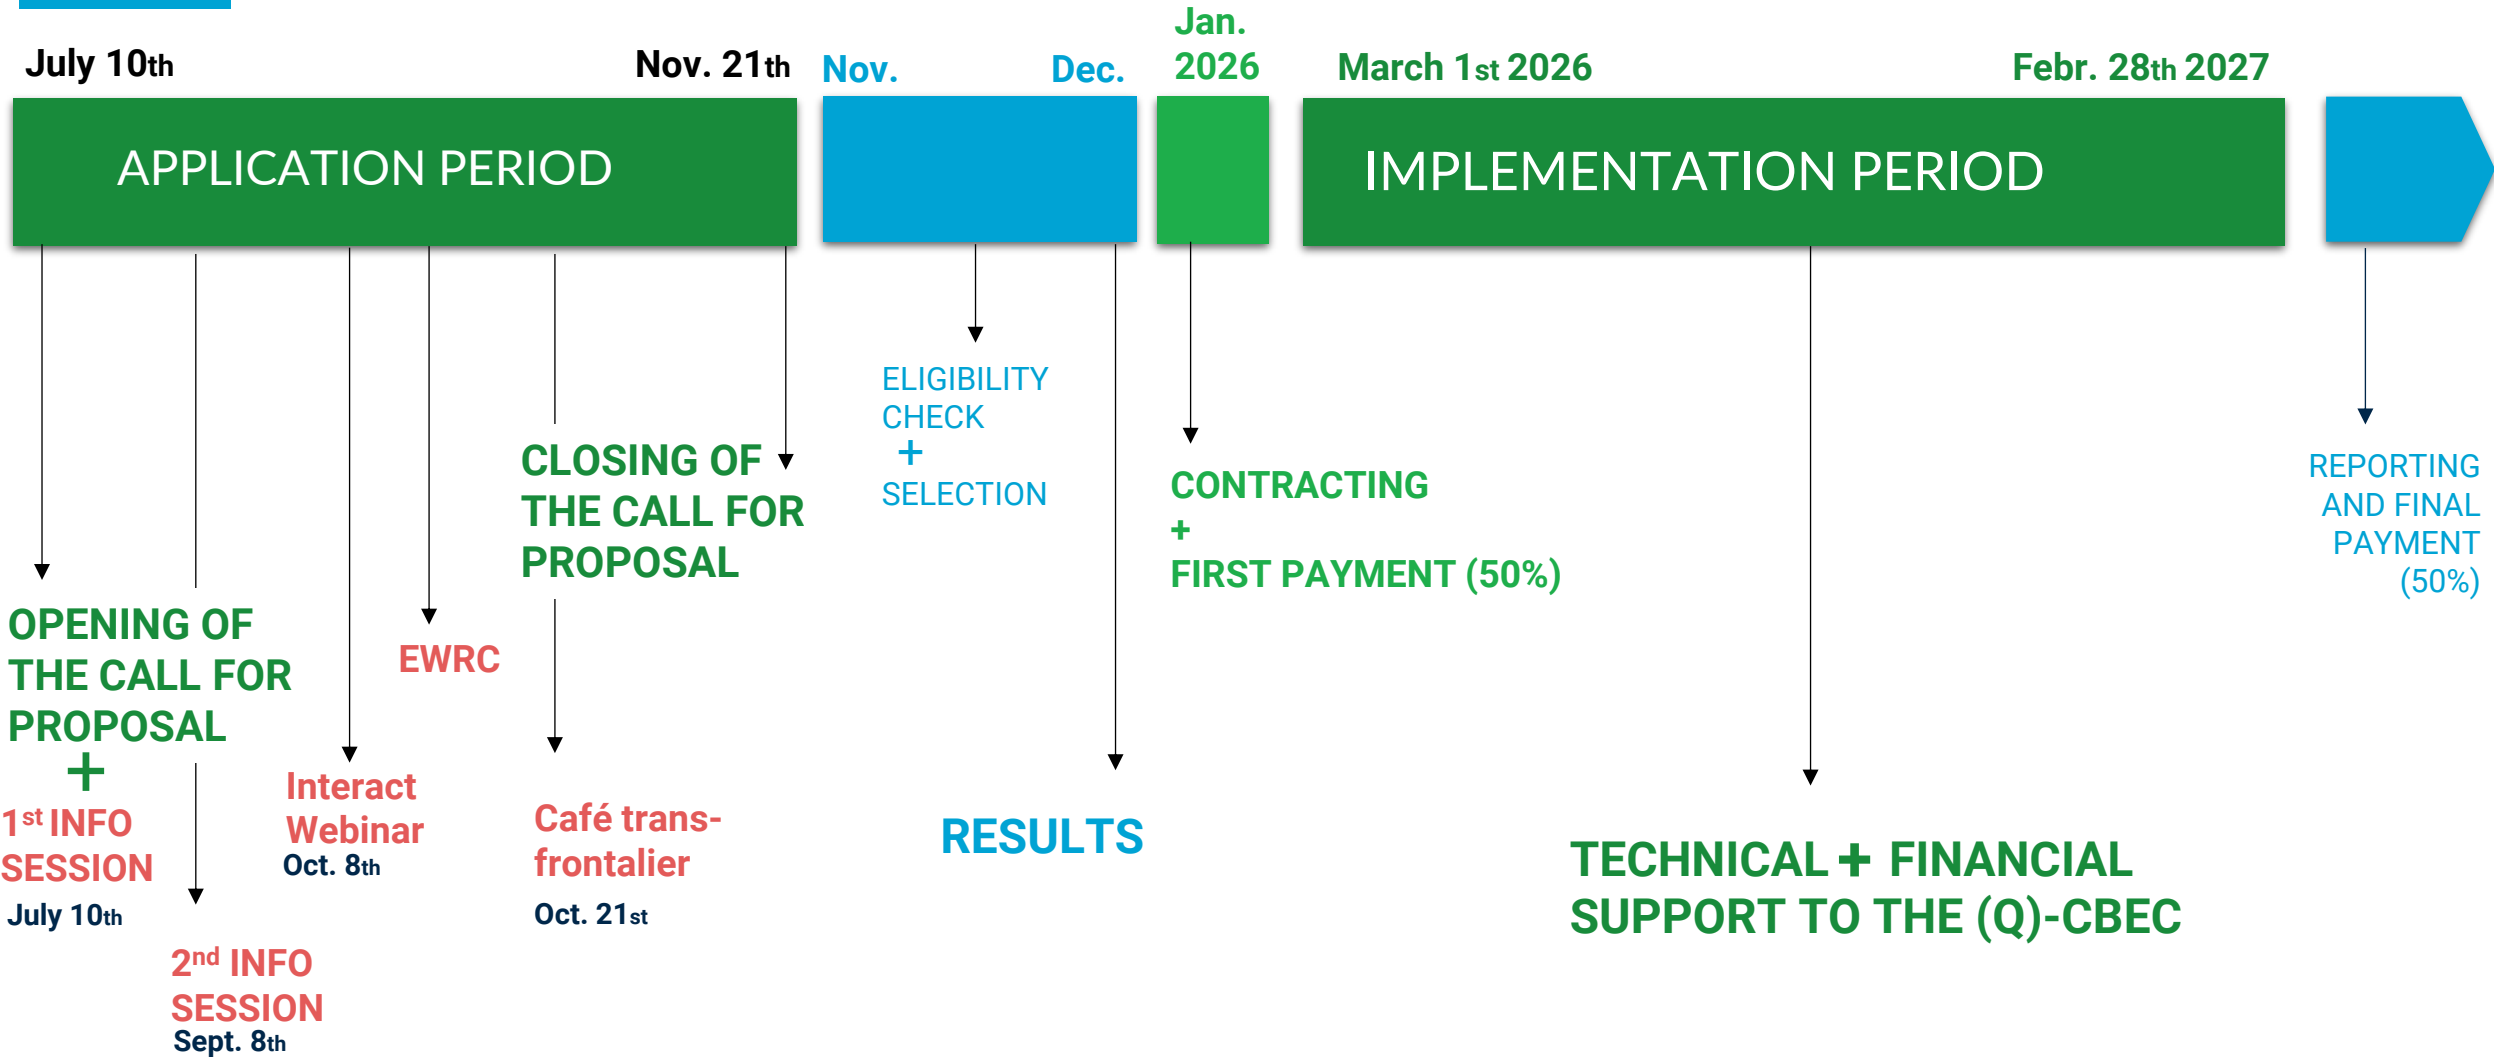 July 10th
Nov. 21th
Nov.
Dec.
Jan.
2026
March 1st 2026
Febr. 28th 2027
APPLICATION PERIOD
IMPLEMENTATION PERIOD
OPENING OF
THE CALL FOR
PROPOSAL
+
1st INFO
SESSION
July 10th
2nd INFO
SESSION
Sept. 8th
Interact
Webinar
Oct. 8th
EWRC
CLOSING OF
THE CALL FOR
PROPOSAL
Café trans-
frontalier
Oct. 21st
ELIGIBILITY
CHECK
+
SELECTION
RESULTS
CONTRACTING
+
FIRST PAYMENT (50%)
TECHNICAL + FINANCIAL
SUPPORT TO THE (Q)-CBEC
REPORTING
AND FINAL
PAYMENT
(50%)